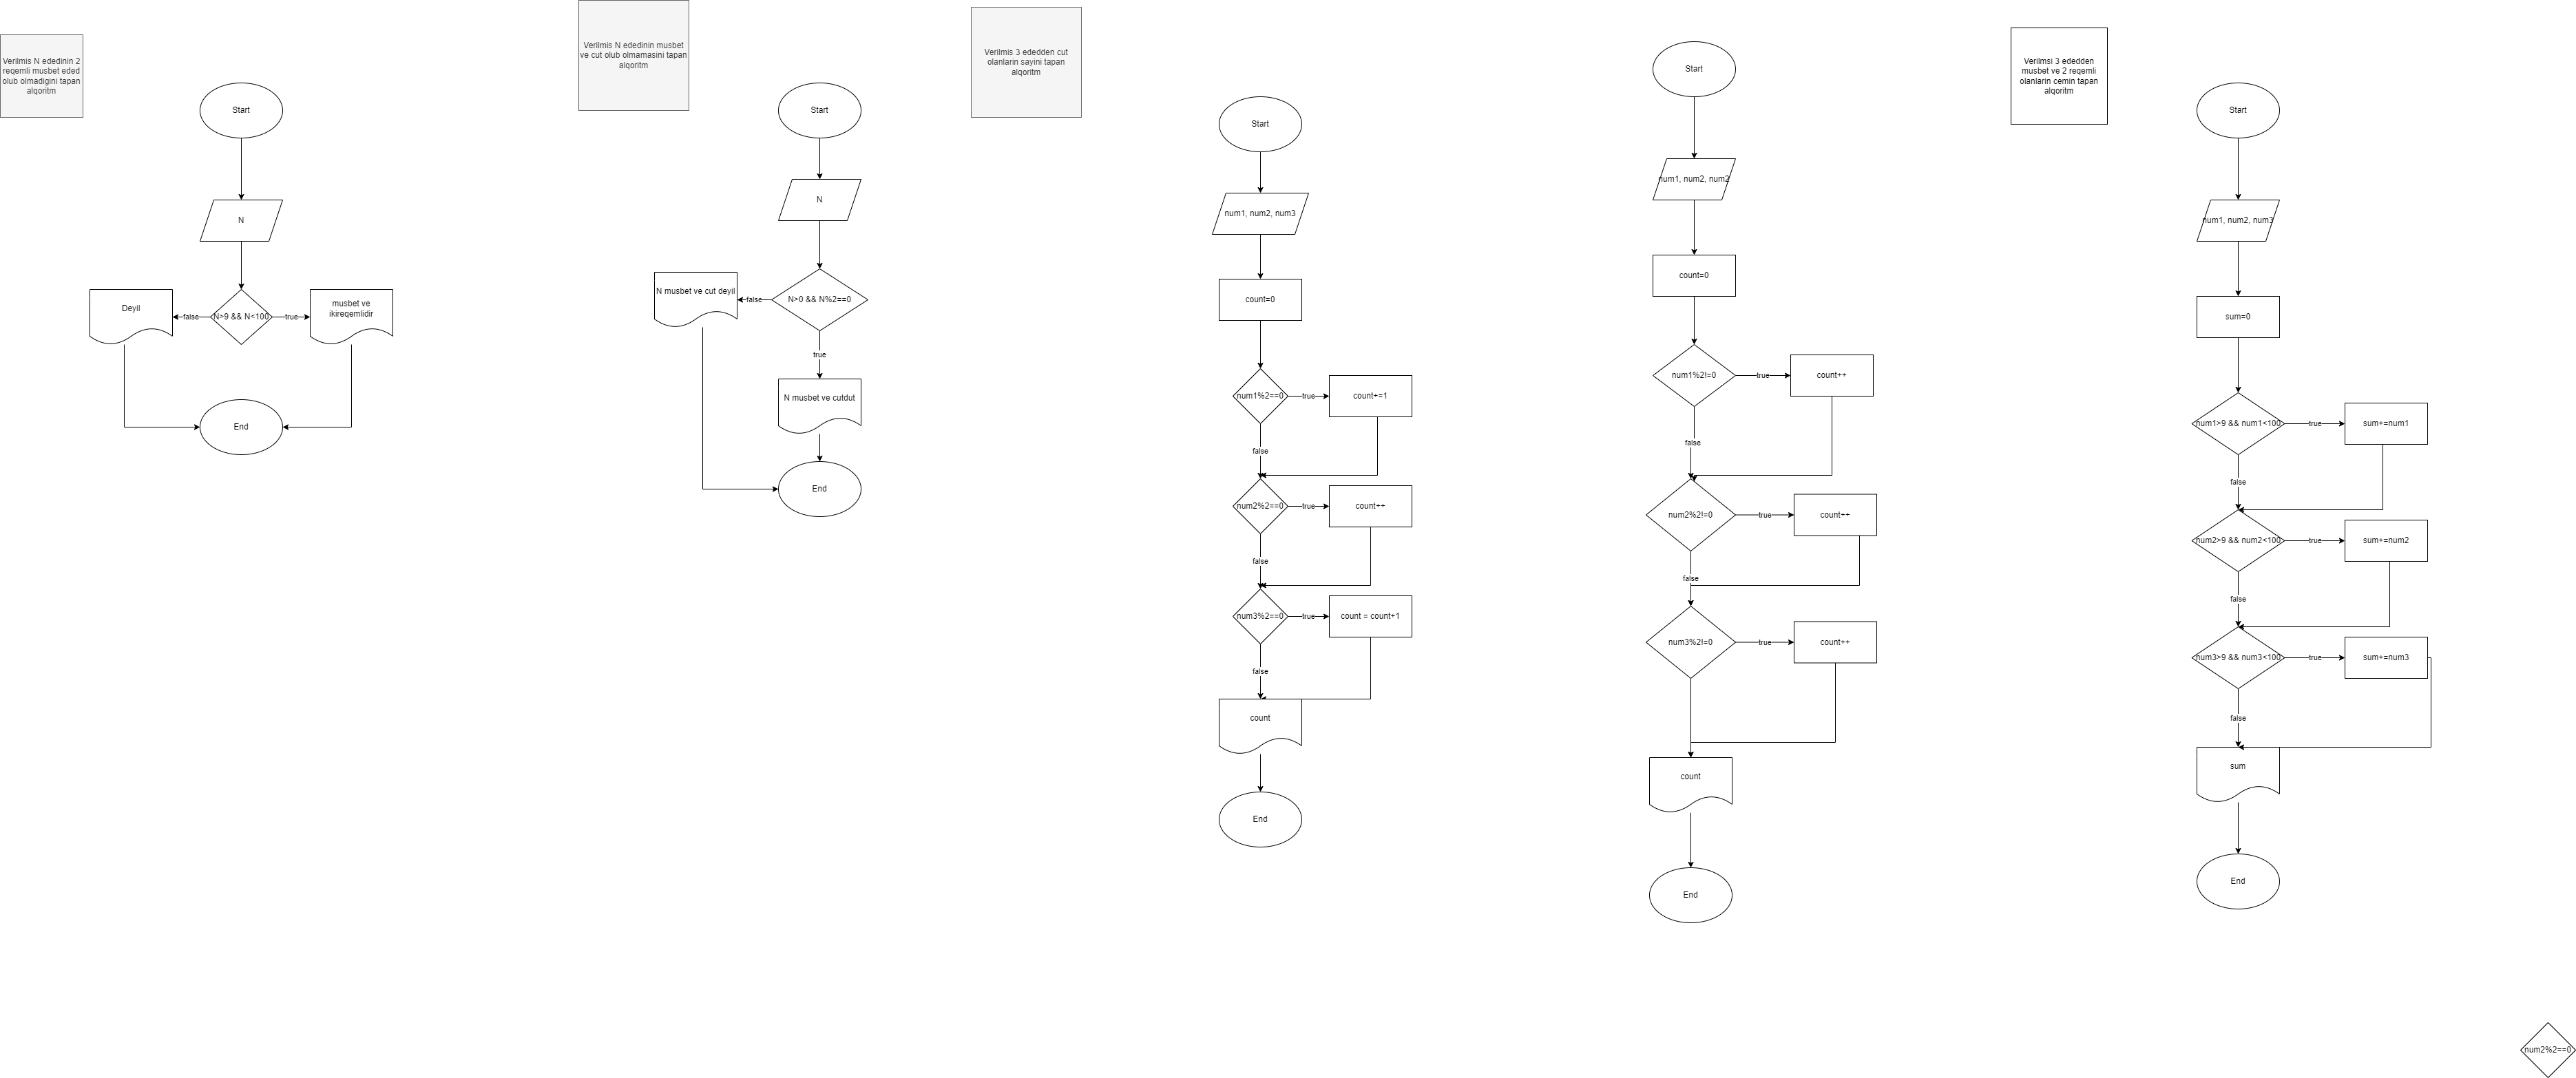 Verilmis N ededinin 2
reqemli musbet eded
olub olmadigini tapan
alqoritm
Start
N
N>9 && N<100
false
true
Deyil
musbet ve
ikireqemlidir
End
Verilmis N ededinin musbet
ve cut olub olmamasini tapan
alqoritm
Start
N
N>0 && N%2==0
false
N musbet ve cut deyil
true
N musbet ve cutdut
End
Verilmis 3 ededden cut
olanlarin sayini tapan
alqoritm
Start
num1, num2, num3
count=0
num1%2==0
true
count+=1
false
num2%2==0
true
count++
false
num3%2==0
true
count = count+1
false
count
End
Start
num1, num2, num2
count=0
num1%2!=0
true
count++
false
num2%2!=0
true
count++
false
num3%2!=0
true
count++
count
End
Verilmsi 3 ededden
musbet ve 2 reqemli
olanlarin cemin tapan
alqoritm
Start
num1, num2, num3
sum=0
num1>9 && num1<100
true
sum+=num1
false
num2>9 && num2<100
true
sum+=num2
false
num3>9 && num3<100
true
sum+=num3
false
sum
End
num2%2==0